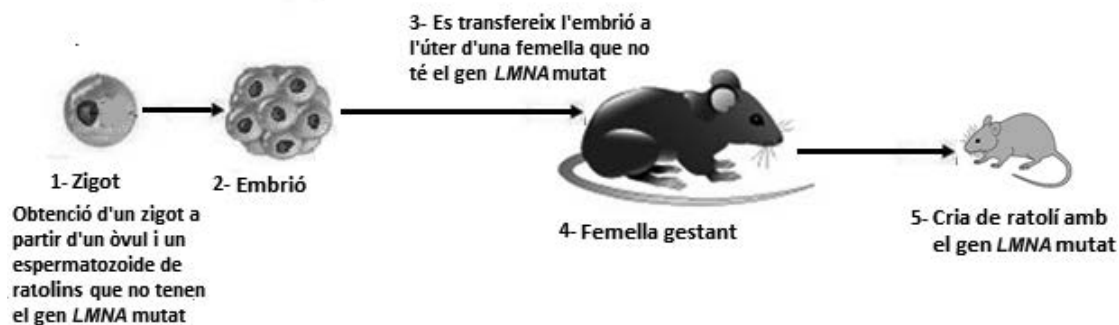 3- Es transfereix l'embrió a
l'úter d'una femella que no
té el gen LMNA mutat
1- Zigot
2- Embrió
Obtenció d'un zigot a
partir d'un òvul i un
espermatozoide de
ratolins que no tenen
el gen LMNA mutat
4- Femella gestant
5- Cria de ratolí amb
el gen LMNA mutat